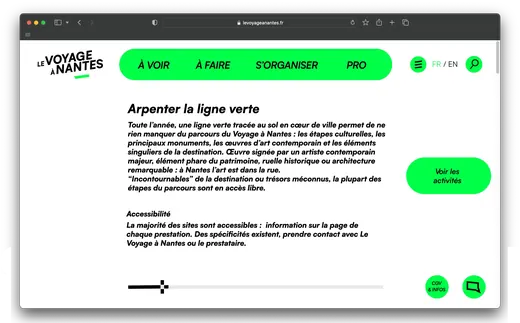 levoyageanantes.fr
LE VOYAGE
À NANTES
À VOIR
À FAIRE
S'ORGANISER
PRO
FR / EN
Arpenter la ligne verte
Toute l'année, une ligne verte tracée au sol en cœur de ville permet de ne
rien manquer du parcours du Voyage à Nantes : les étapes culturelles, les
principaux monuments, les œuvres d'art contemporain et les éléments
singuliers de la destination. Œuvre signée par un artiste contemporain
majeur, élément phare du patrimoine, ruelle historique ou architecture
remarquable : à Nantes l'art est dans la rue.
"Incontournables" de la destination ou trésors méconnus, la plupart des
étapes du parcours sont en accès libre.
Voir les
activités
Accessibilité
La majorité des sites sont accessibles : information sur la page de
chaque prestation. Des spécificités existent, prendre contact avec Le
Voyage à Nantes ou le prestataire.
CGV
& INFOS